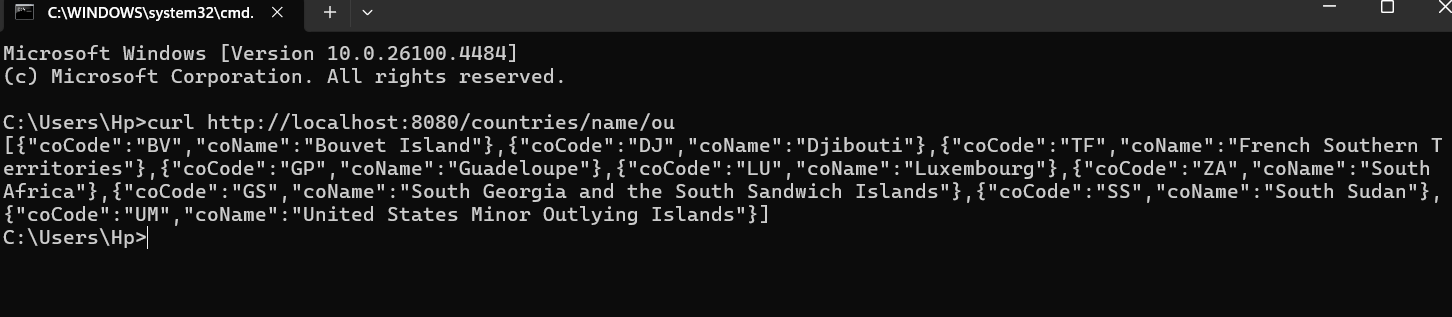 C:\WINDOWS\system32\cmd.
Microsoft Windows [Version 10.0.26100.4484]
(c) Microsoft Corporation. All rights reserved.
C:\Users\Hp>curl http://localhost:8080/countries/name/ou
[{"coCode":"BV","coName":"Bouvet Island"},{"coCode":"DJ","coName":"Djibouti"},{"coCode":"TF","coName":"French Southern T
erritories"},{"coCode":"GP","coName":"Guadeloupe"},{"coCode":"LU","coName":"Luxembourg"},{"coCode":"ZA","coName":"South
Africa"},{"coCode":"GS","coName":"South Georgia and the South Sandwich Islands"},{"coCode":"SS","coName":"South Sudan"},
{"coCode":"UM","coName":"United States Minor Outlying Islands"}]
C:\Users\Hp>